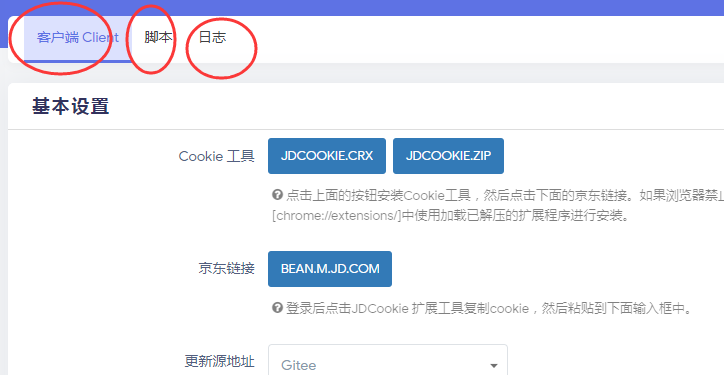 客户端 Client 脚本 日志
基本设置
Cookie 工具 JDCOOKIE.CRX JDCOOKIE.ZIP
点击上面的按钮安装Cookie工具，然后点击下面的京东链接。如果浏览器禁止
[chrome://extensions/]中使用加载已解压的扩展程序进行安装。
京东链接 BEAN.M.JD.COM
登录后点击JDCookie 扩展工具复制cookie，然后粘贴到下面输入框中。
更新源地址 Gitee